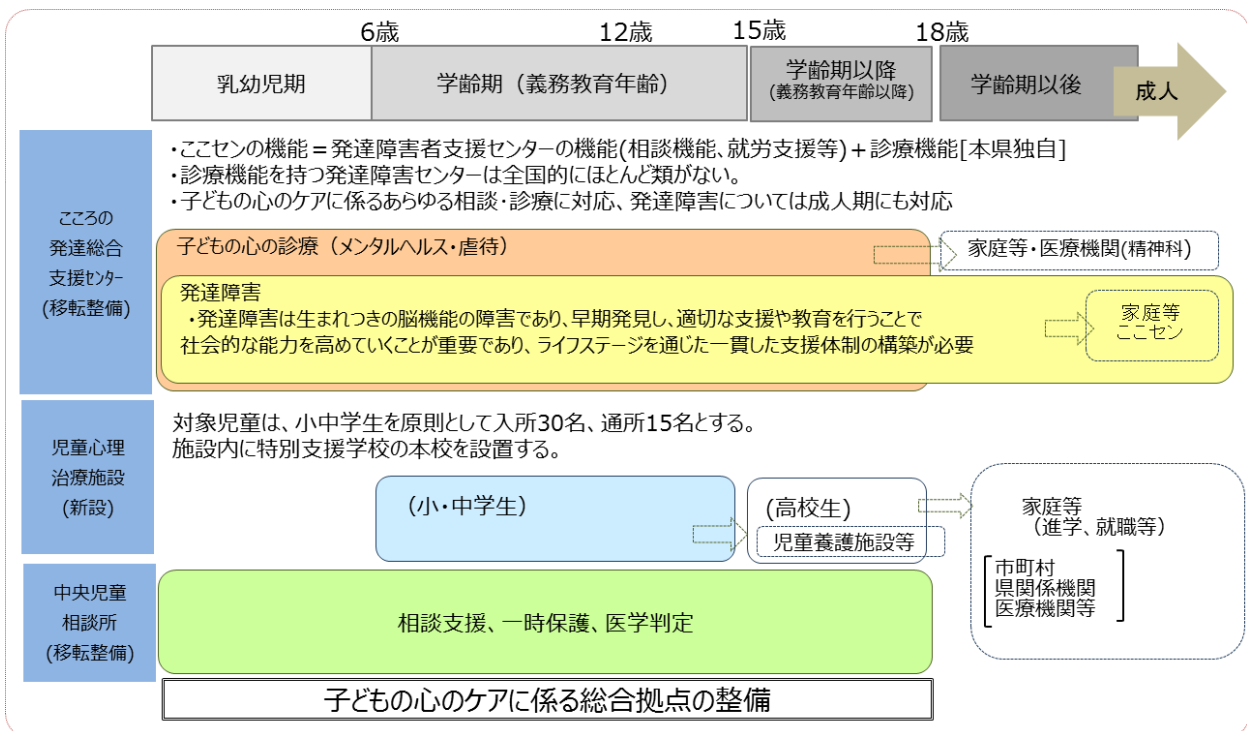 6歳
12歳
15歳
18歳
乳幼児期
学齢期（義務教育年齢）
学齢期以降
(義務教育年齢以降)
学齢期以後
成人
こころの
発達総合
支援ｾﾝﾀｰ
(移転整備)
・ここセンの機能＝発達障害者支援センターの機能(相談機能、就労支援等)＋診療機能[本県独自]
・診療機能を持つ発達障害センターは全国的にほとんど類がない。
・子どもの心のケアに係るあらゆる相談・診療に対応、発達障害については成人期にも対応
子どもの心の診療（メンタルヘルス・虐待）
家庭等・医療機関(精神科)
発達障害
・発達障害は生まれつきの脳機能の障害であり、早期発見し、適切な支援や教育を行うことで
社会的な能力を高めていくことが重要であり、ライフステージを通じた一貫した支援体制の構築が必要
家庭等
ここセン
児童心理
治療施設
(新設)
対象児童は、小中学生を原則として入所30名、通所15名とする。
施設内に特別支援学校の本校を設置する。
(小・中学生)
(高校生)
児童養護施設等
家庭等
（進学、就職等）
市町村
県関係機関
医療機関等
中央児童
相談所
(移転整備)
相談支援、一時保護、医学判定
子どもの心のケアに係る総合拠点の整備